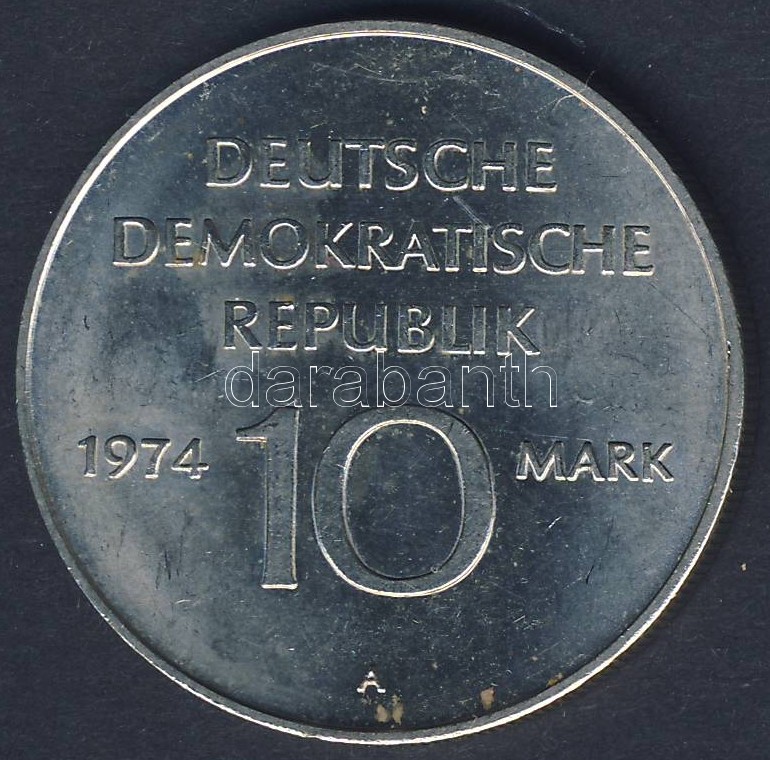 DEUTSCHE
DEMOKRATISCHE
REPUBLIK
darabanth
1974 10 MARK
A